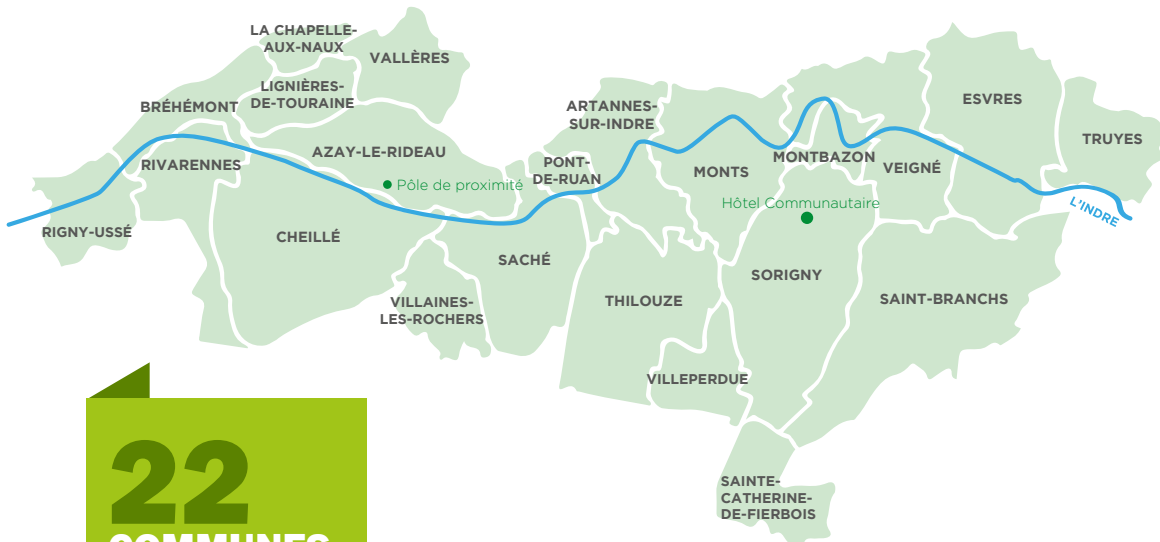 LA CHAPELLE-
AUX-NAUX
VALLÈRES
LIGNIÈRES-
DE-TOURAINE
BRÉHÉMONT
RIVARENNES
AZAY-LE-RIDEAU
Pôle de proximité
RIGNY-USSÉ
CHEILLÉ
VILLAINES-
LES-ROCHERS
SACHÉ
PONT-
DE-RUAN
ARTANNES-
SUR-INDRE
MONTS
MONTBAZON
VEIGNÉ
ESVRES
TRUYES
L'INDRE
Hôtel Communautaire
SORIGNY
THILOUZE
SAINT-BRANCHS
VILLEPERDUE
SAINTE-
CATHERINE-
DE-FIERBOIS
22
COMMUNES